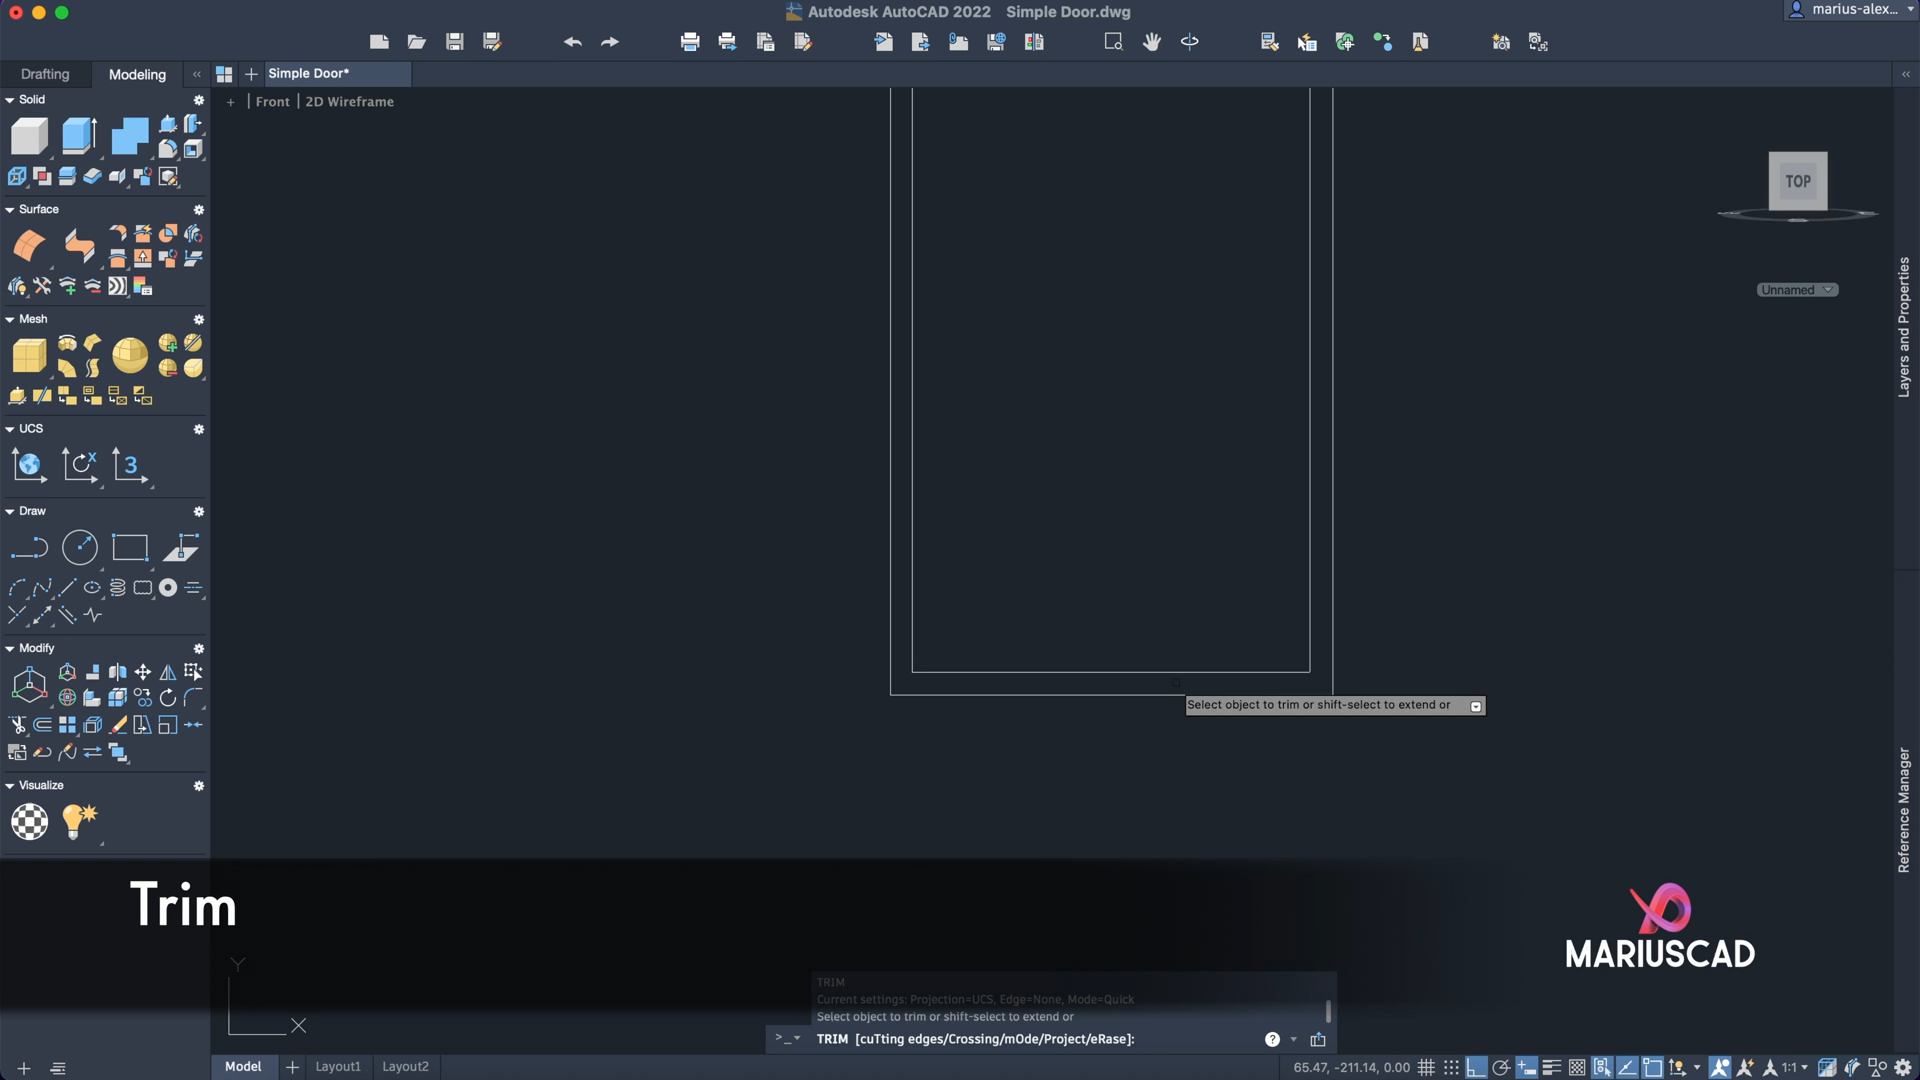 Autodesk AutoCAD 2022 Simple Door.dwg
marius-alex...
Drafting
Modeling
Simple Door*
Solid
+ | Front | 2D Wireframe
TOP
Surface
Unnamed
Layers and Properties
Mesh
UCS
X
3
Draw
Modify
Select object to trim or shift-select to extend or
Visualize
Reference Manager
Trim
MARIUSCAD
Y
X
TRIM
Current settings: Projection=UCS, Edge=None, Mode=Quick
Select object to trim or shift-select to extend or
>_ TRIM [cuTting edges/Crossing/mOde/Project/eRase]:
Model
Layout1
Layout2
65.47, -211.14, 0.00
1:1